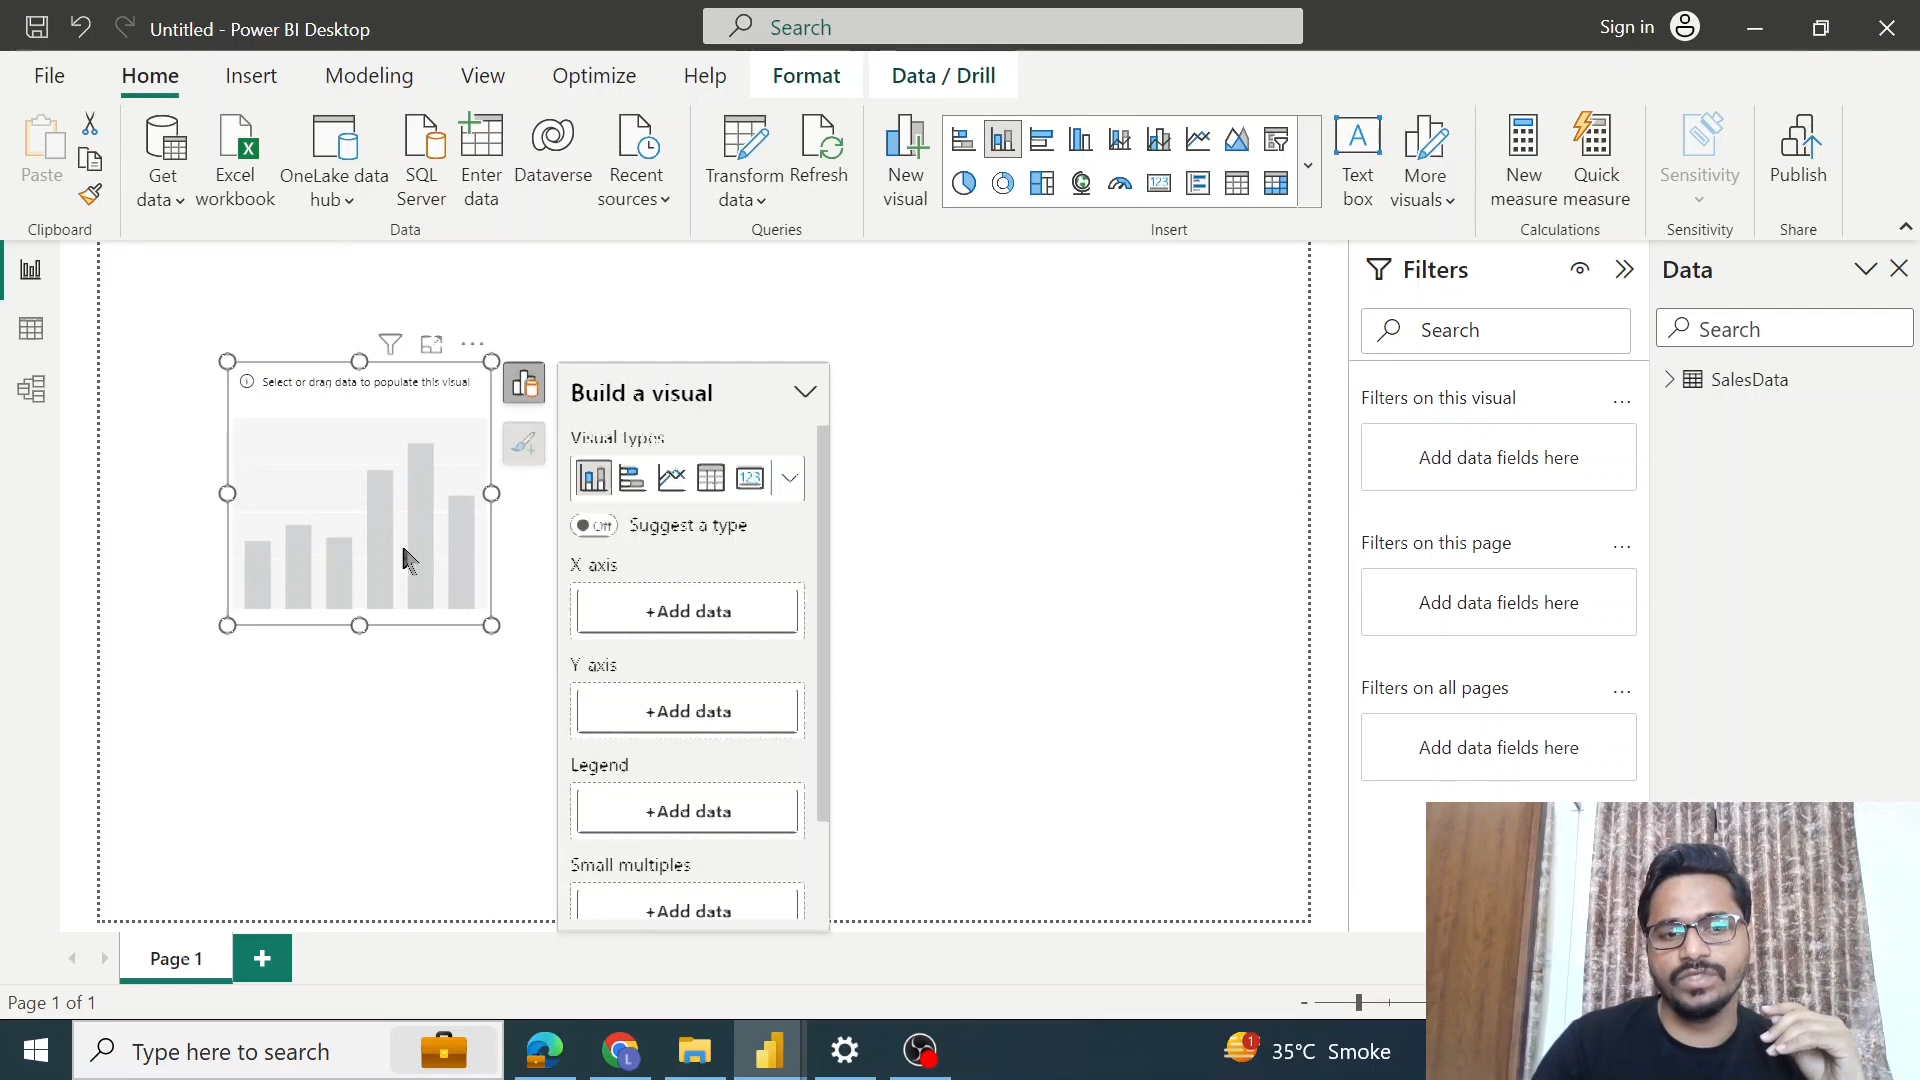 Untitled - Power BI Desktop
Search
Sign in
File
Home
Insert
Modeling
View
Optimize
Help
Format
Data / Drill
Paste
Get data
Excel workbook
OneLake data hub
SQL Server
Enter data
Dataverse
Recent sources
Transform data
Refresh
New visual
123
A
Text box
More visuals
New measure
Quick measure
Sensitivity
Publish
Clipboard
Data
Queries
Insert
Calculations
Sensitivity
Share
Select or drag data to populate this visual
Build a visual
Visual types
123
Off
Suggest a type
X axis
+Add data
Y axis
+Add data
Legend
+Add data
Small multiples
+Add data
Filters
Search
Filters on this visual
...
Add data fields here
Filters on this page
...
Add data fields here
Filters on all pages
...
Add data fields here
Data
Search
SalesData
Page 1
Page 1 of 1
Type here to search
L
1
35°C Smoke